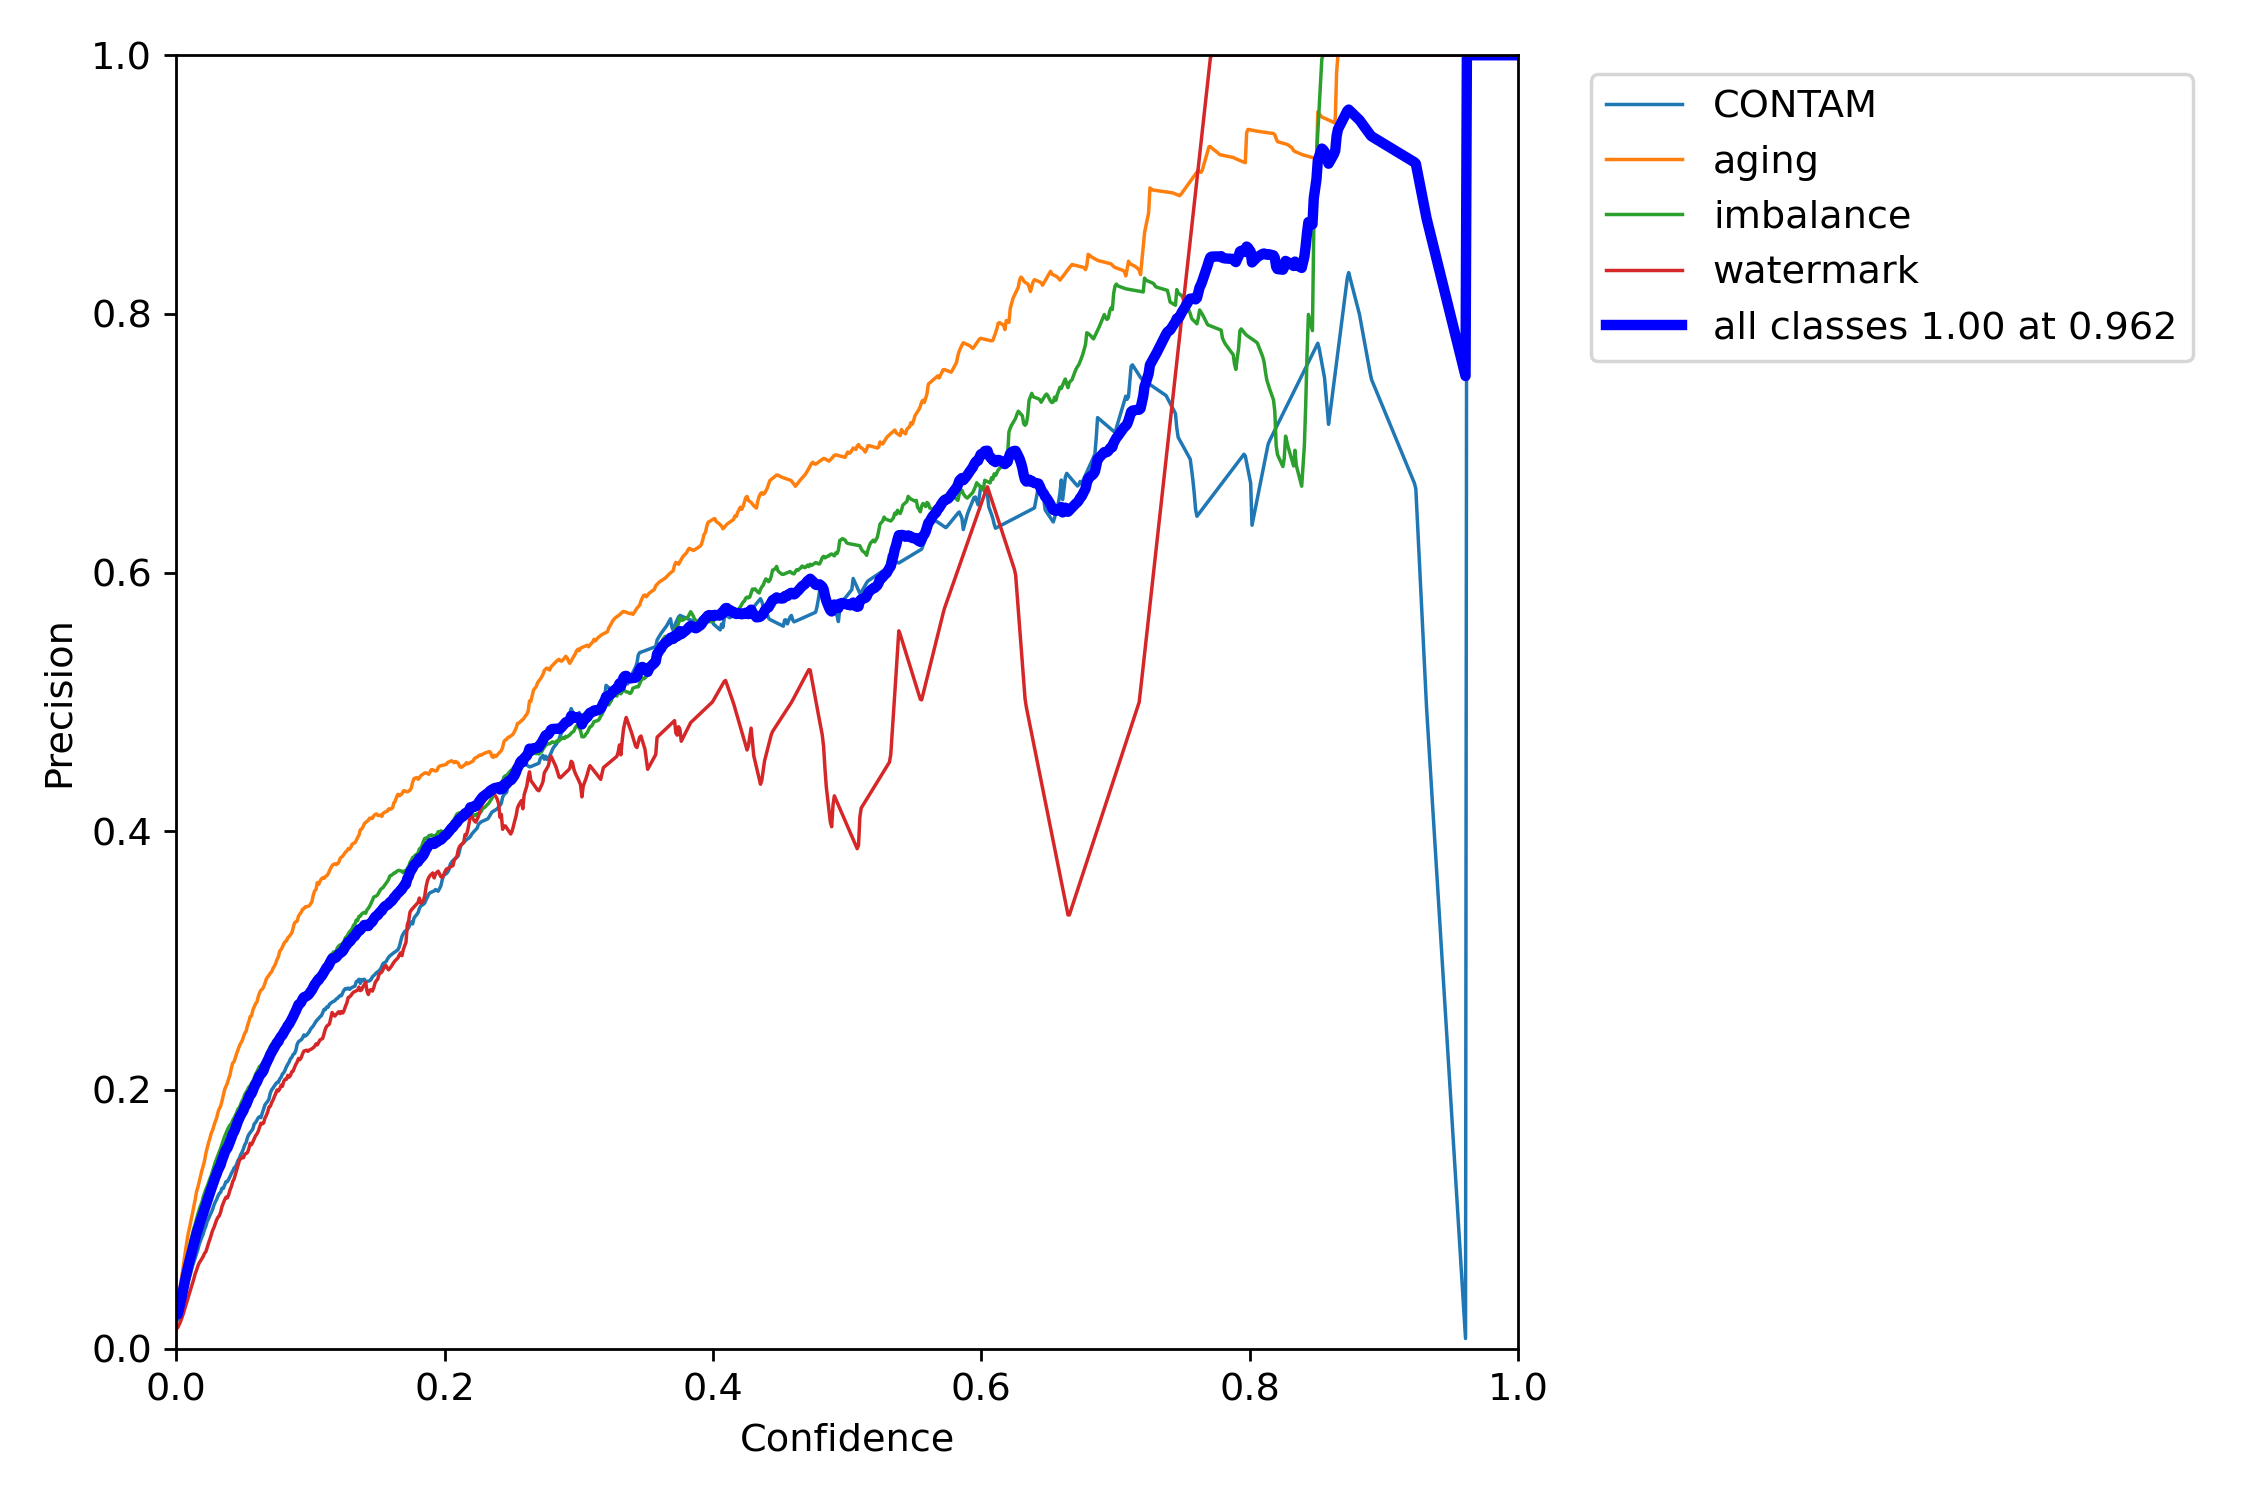 1.0
0.8
0.6
0.4
0.2
0.0
Precision
0.0 0.2 0.4 0.6 0.8 1.0
Confidence
CONTAM
aging
imbalance
watermark
all classes 1.00 at 0.962